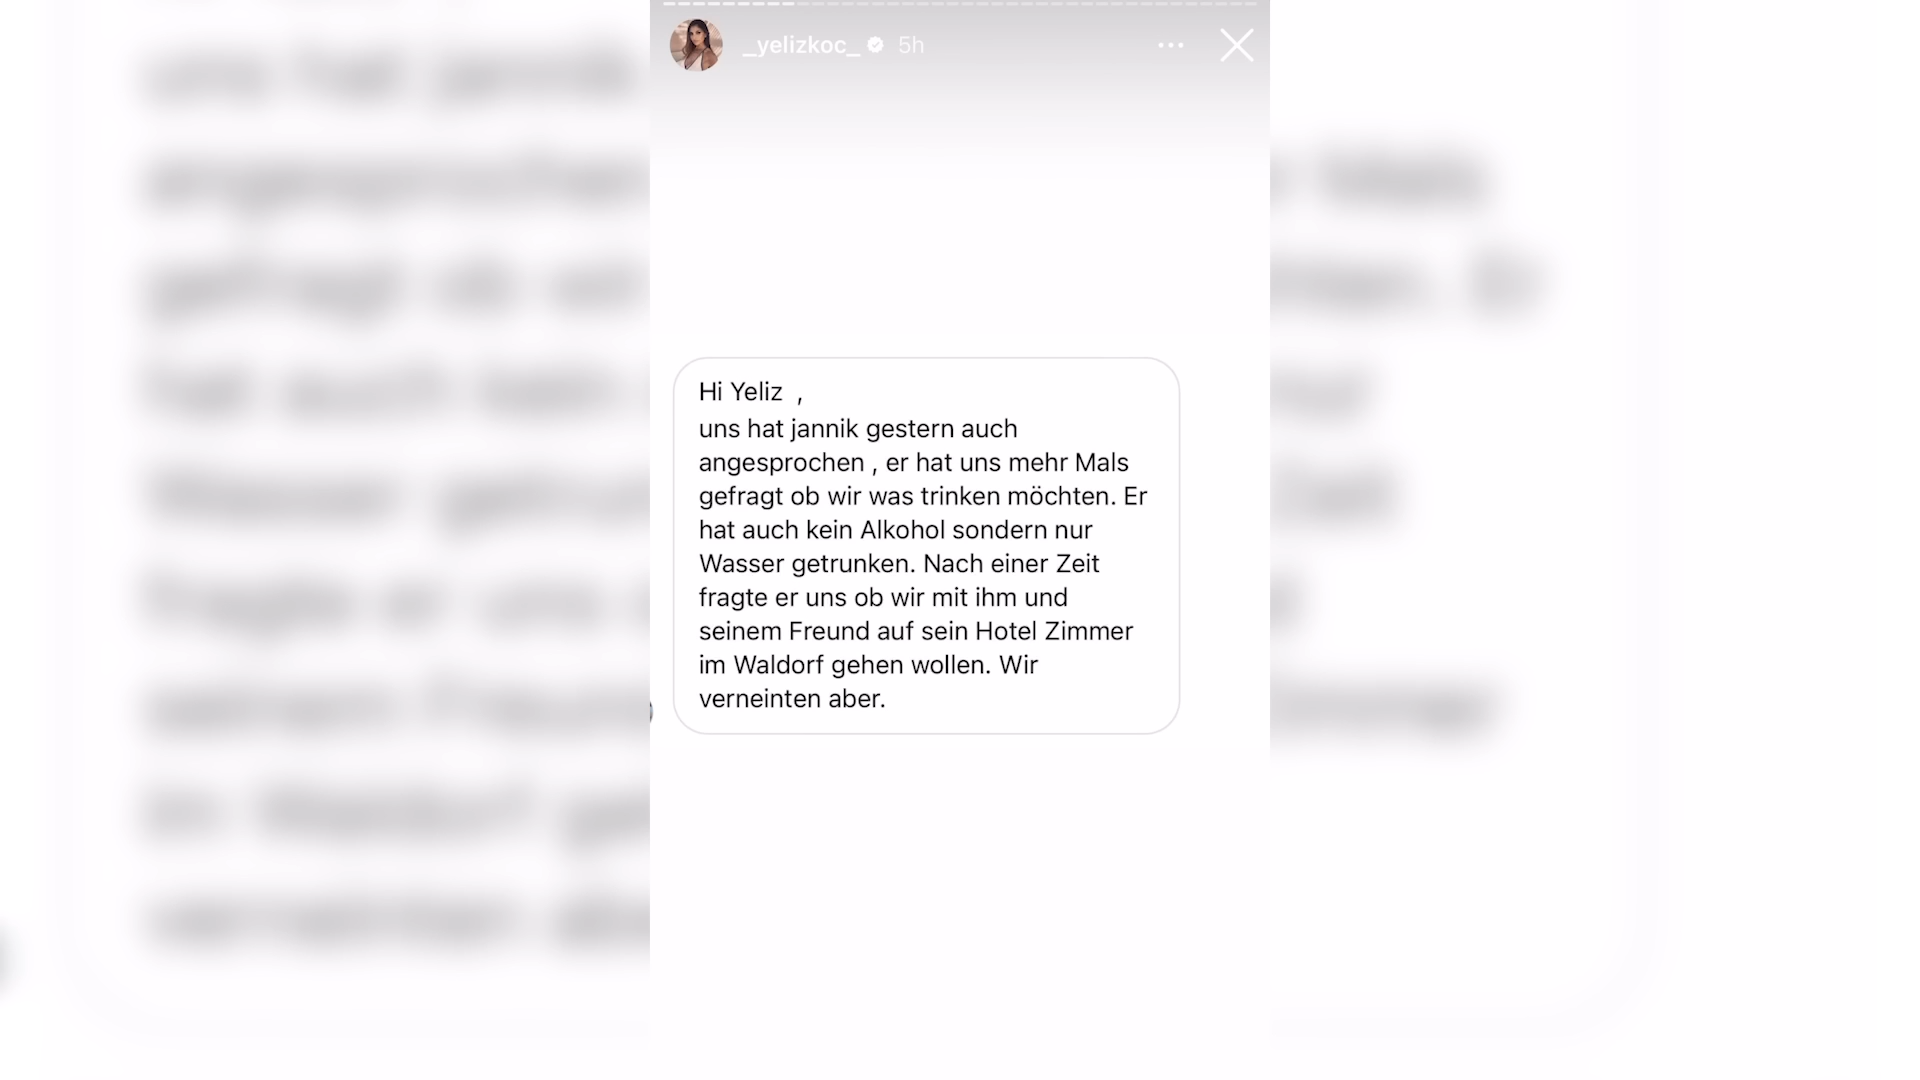 _yelizkoc_ 5h
Hi Yeliz ,
uns hat jannik gestern auch
angesprochen , er hat uns mehr Mals
gefragt ob wir was trinken möchten. Er
hat auch kein Alkohol sondern nur
Wasser getrunken. Nach einer Zeit
fragte er uns ob wir mit ihm und
seinem Freund auf sein Hotel Zimmer
im Waldorf gehen wollen. Wir
verneinten aber.